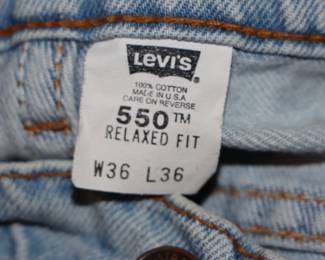 LEVI'S
100% COTTON
MADE IN U.S.A
CARE ON REVERSE
550™
RELAXED FIT
W36 L36